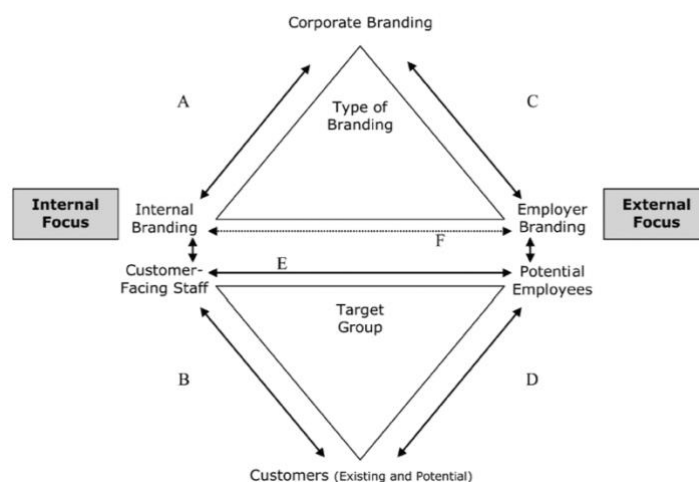 Corporate Branding
A
C
Type of
Branding
Internal
Focus
Internal
Branding
Employer
Branding
External
Focus
F
E
Customer-
Facing Staff
Potential
Employees
Target
Group
B
D
Customers (Existing and Potential)